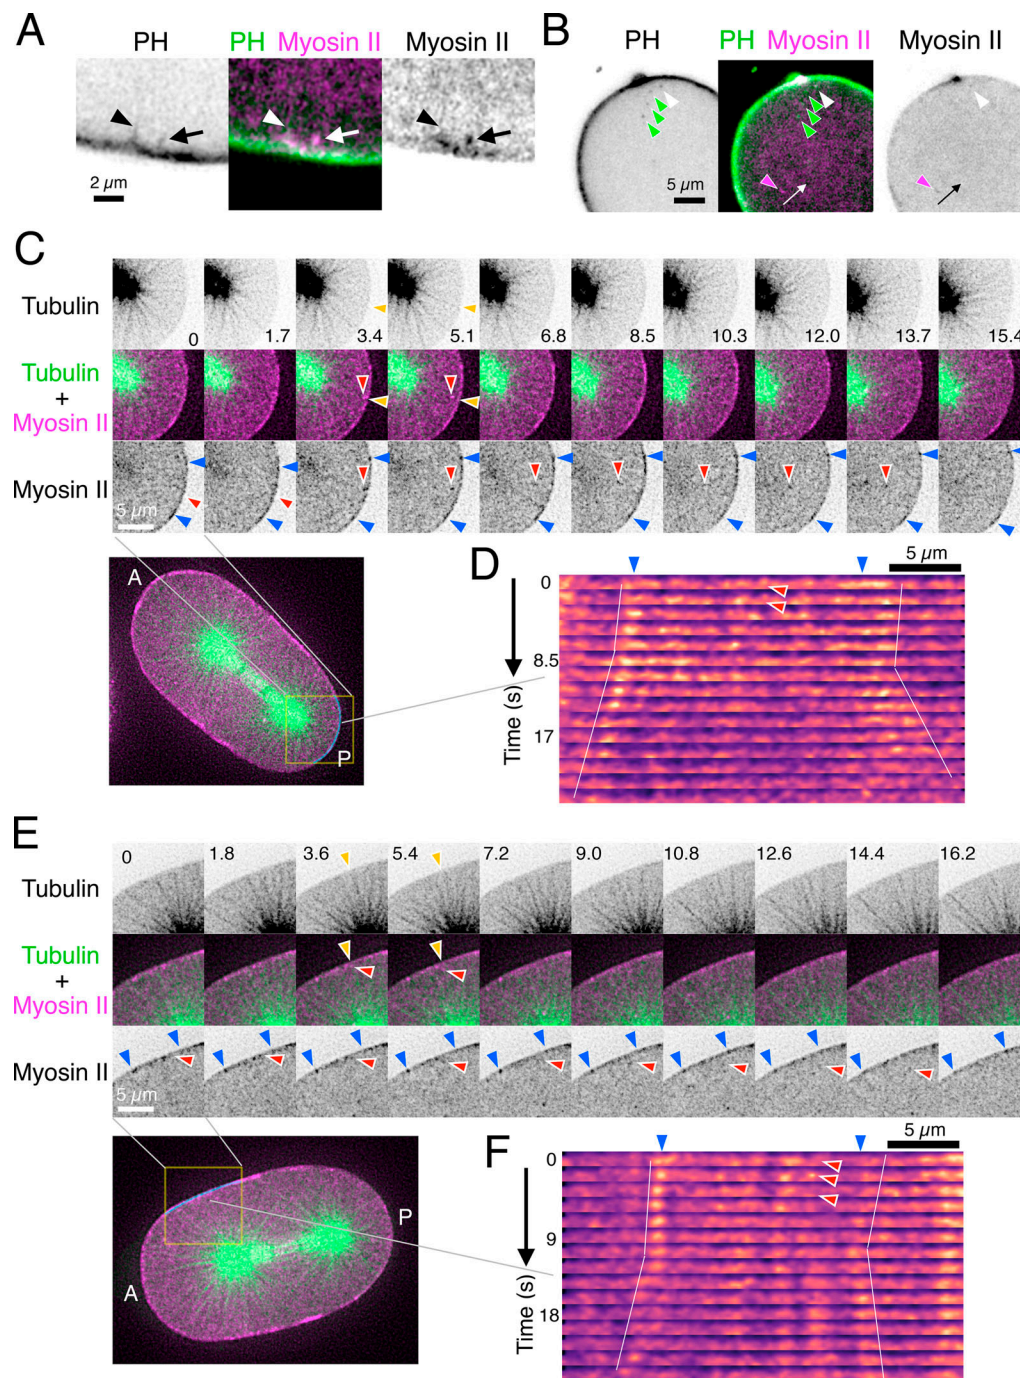 A
PH
PH Myosin II
Myosin II
2 µm
B
PH
PH Myosin II
Myosin II
5 µm
C
Tubulin
0
1.7
3.4
5.1
6.8
8.5
10.3
12.0
13.7
15.4
Tubulin
+
Myosin II
Myosin II
5 µm
A
P
D
5 µm
0
8.5
17
Time (s)
E
Tubulin
0
1.8
3.6
5.4
7.2
9.0
10.8
12.6
14.4
16.2
Tubulin
+
Myosin II
Myosin II
5 µm
A
P
F
5 µm
0
9
18
Time (s)